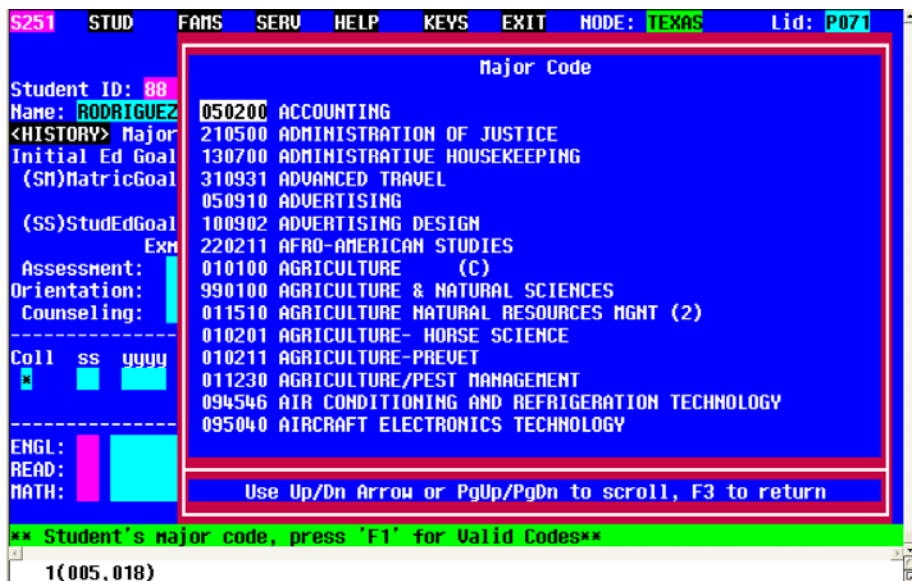 S251 STUD FAMS SERV HELP KEYS EXIT NODE: TEXAS Lid: P071
Major Code
Student ID: 88
Name: RODRIGUEZ
050200 ACCOUNTING
<HISTORY> Major
210500 ADMINISTRATION OF JUSTICE
Initial Ed Goal
130700 ADMINISTRATIVE HOUSEKEEPING
(SM)MatricGoal
310931 ADVANCED TRAVEL
050910 ADVERTISING
(SS)StudEdGoal
100902 ADVERTISING DESIGN
Exm
220211 AFRO-AMERICAN STUDIES
Assessment:
010100 AGRICULTURE (C)
Orientation:
990100 AGRICULTURE & NATURAL SCIENCES
Counseling:
011510 AGRICULTURE NATURAL RESOURCES MGNT (2)
010201 AGRICULTURE- HORSE SCIENCE
Coll ss yyyy
010211 AGRICULTURE-PREVET
*
011230 AGRICULTURE/PEST MANAGEMENT
094546 AIR CONDITIONING AND REFRIGERATION TECHNOLOGY
095040 AIRCRAFT ELECTRONICS TECHNOLOGY
ENGL:
READ:
MATH:
Use Up/Dn Arrow or PgUp/PgDn to scroll, F3 to return
** Student's major code, press 'F1' for Valid Codes**
1(005,018)